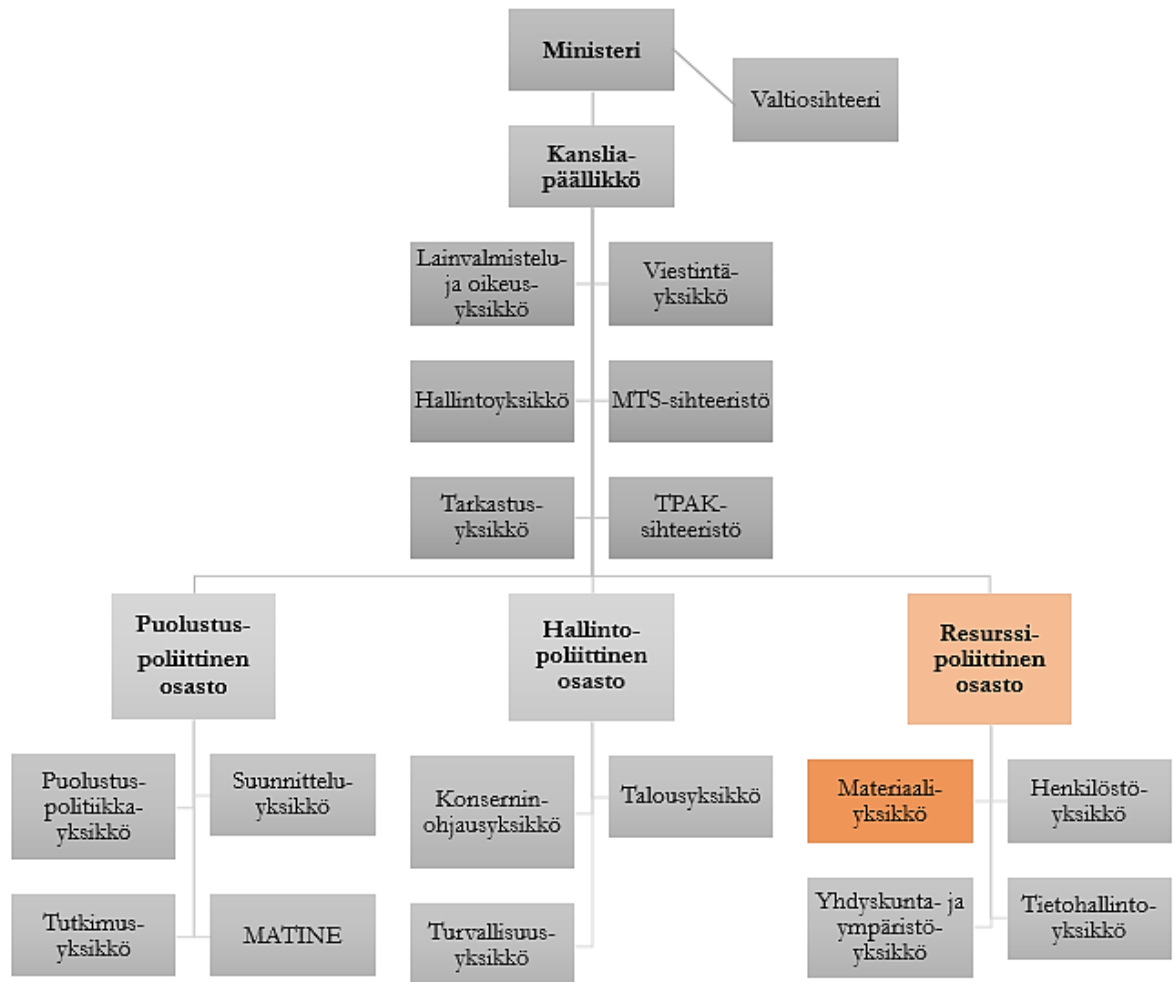 Ministeri
Valtiosihteeri
Kanslia-
päällikkö
Lainvalmistelu-
ja oikeus-
yksikkö
Viestintä-
yksikkö
Hallintoyksikkö
MTS-sihteeristö
Tarkastus-
yksikkö
TPAK-
sihteeristö
Puolustus-
poliittinen
osasto
Hallinto-
poliittinen
osasto
Resurssi-
poliittinen
osasto
Puolustus-
politiikka-
yksikkö
Suunnittelu-
yksikkö
Tutkimus-
yksikkö
MATINE
Konsernin-
ohjausyksikkö
Talousyksikkö
Turvallisuus-
yksikkö
Materiaali-
yksikkö
Henkilöstö-
yksikkö
Yhdyskunta- ja
ympäristö-
yksikkö
Tietohallinto-
yksikkö